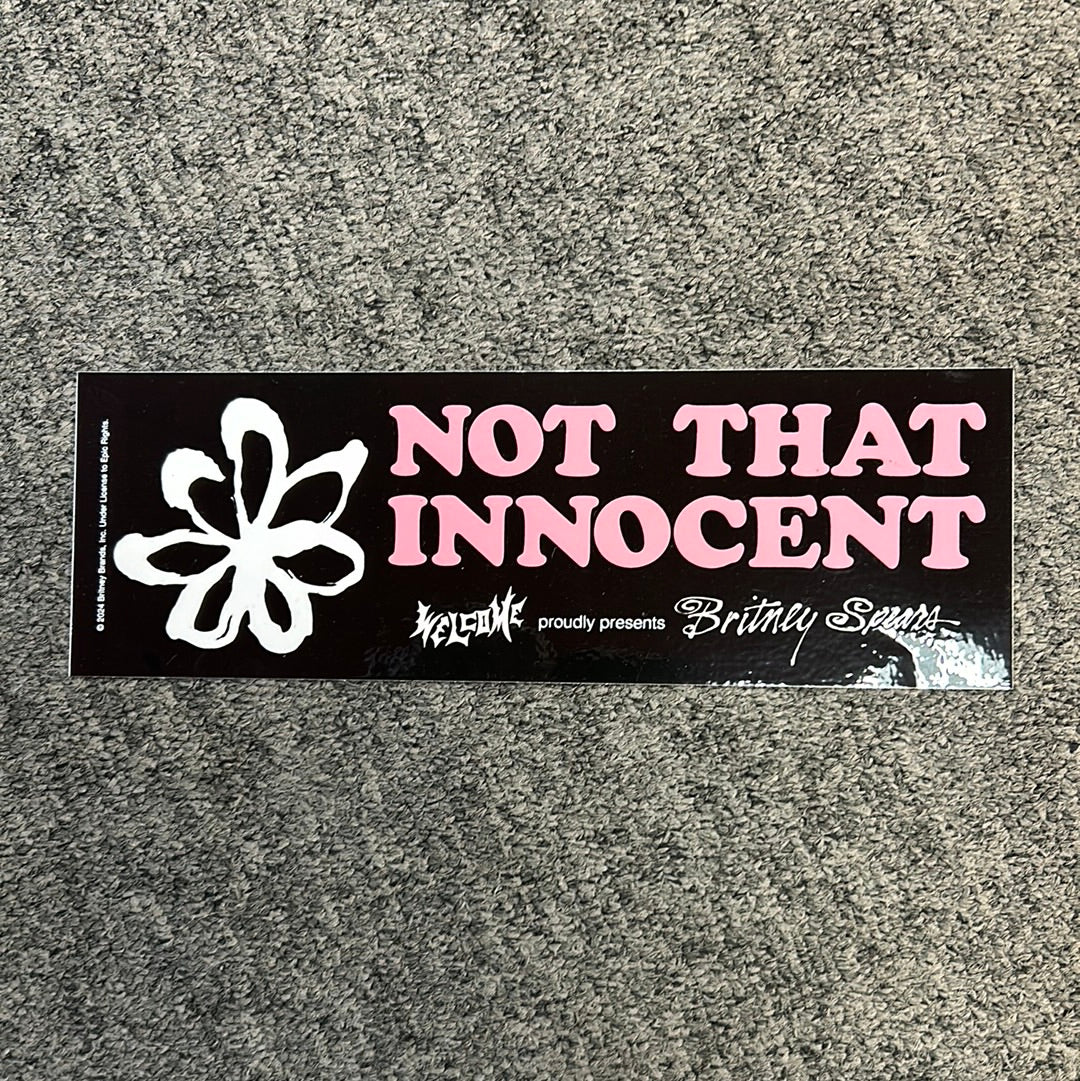 © 2024 Britney Brands, Inc. Under License to Epic Rights.
NOT THAT
INNOCENT
WELCOME proudly presents Britney Spears